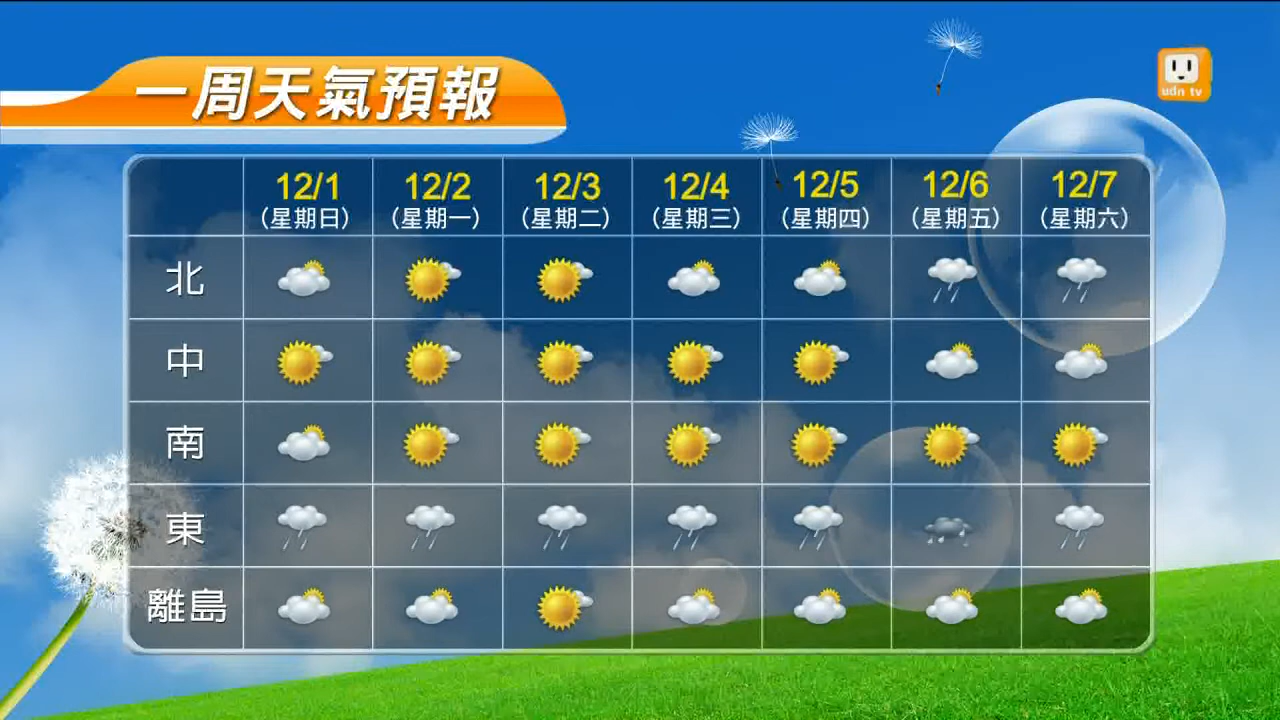 一周天氣預報
udn tv
12/1 12/2 12/3 12/4 12/5 12/6 12/7
(星期日) (星期一) (星期二) (星期三) (星期四) (星期五) (星期六)
北
中
南
東
離島